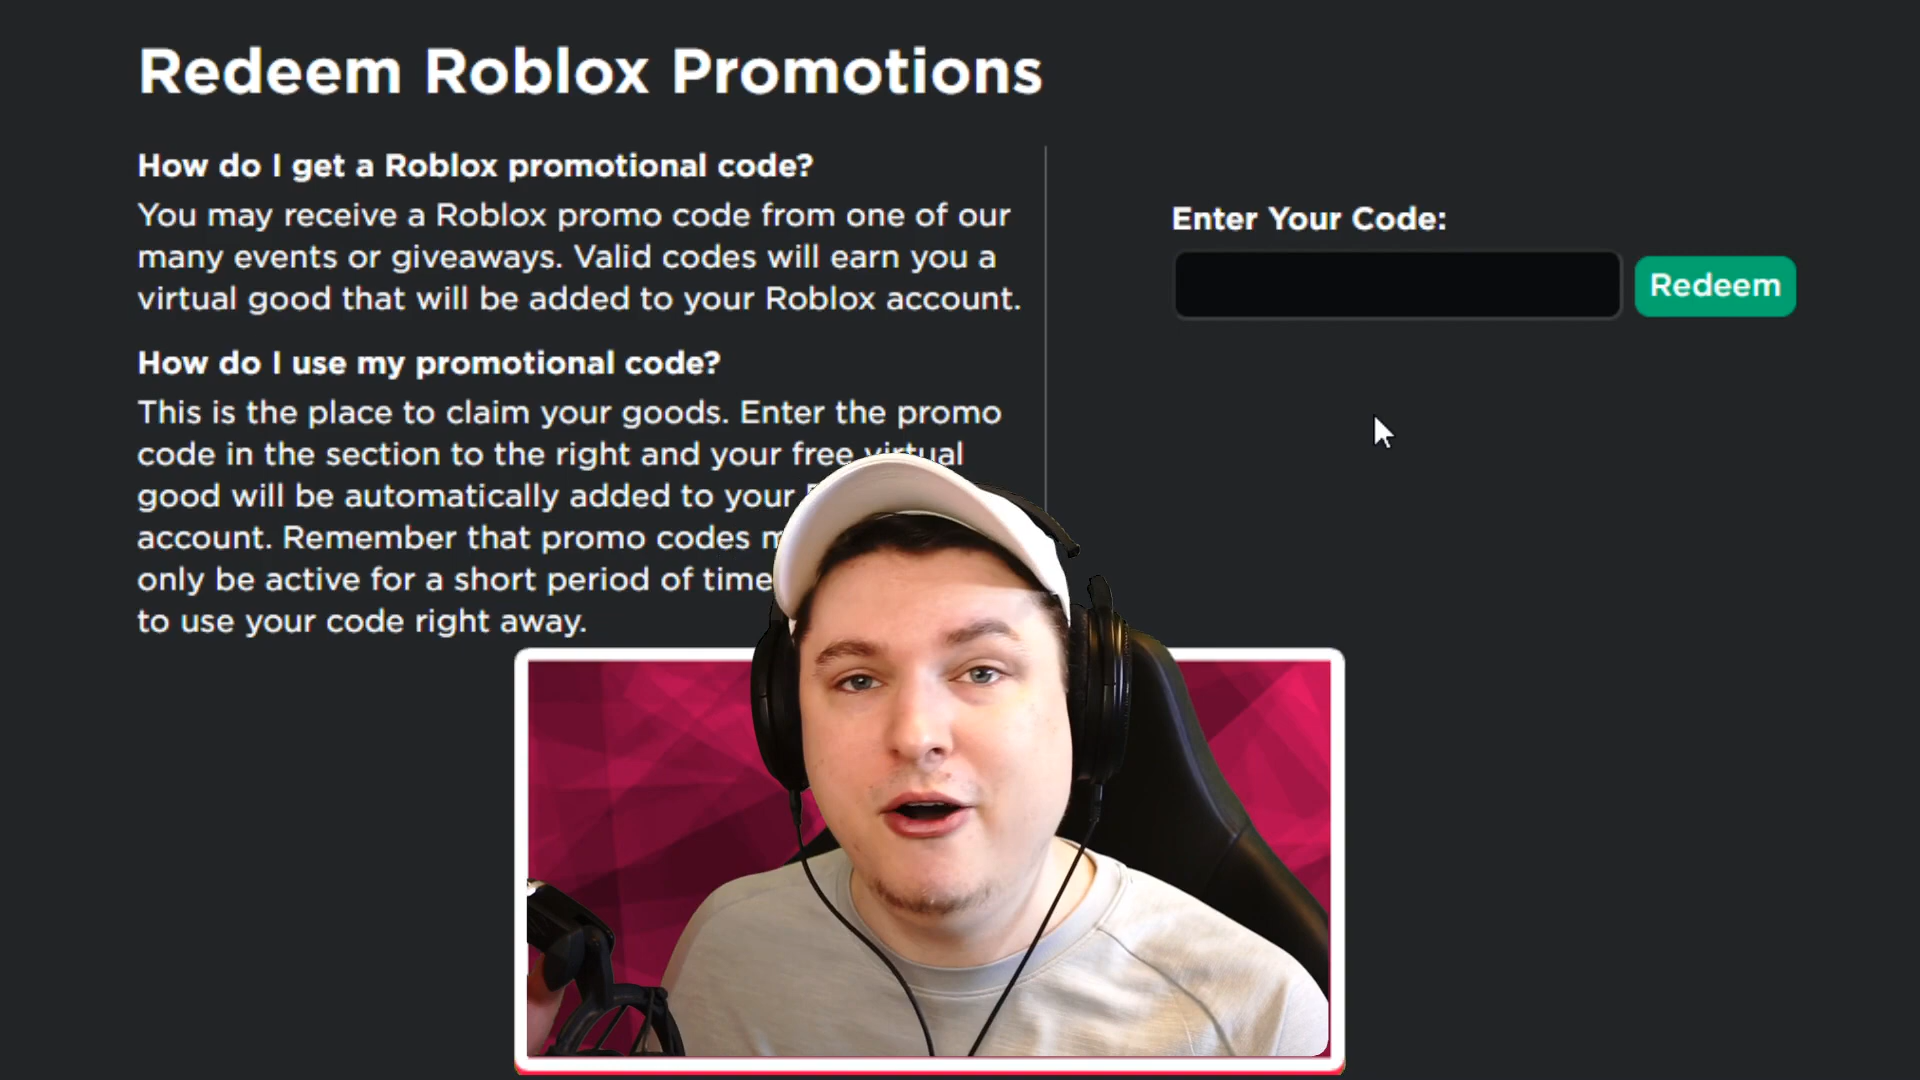 Redeem Roblox Promotions
How do I get a Roblox promotional code?
You may receive a Roblox promo code from one of our
many events or giveaways. Valid codes will earn you a
virtual good that will be added to your Roblox account.
How do I use my promotional code?
This is the place to claim your goods. Enter the promo
code in the section to the right and your free virtual
good will be automatically added to your
account. Remember that promo codes
only be active for a short period of time
to use your code right away.
Enter Your Code:
Redeem